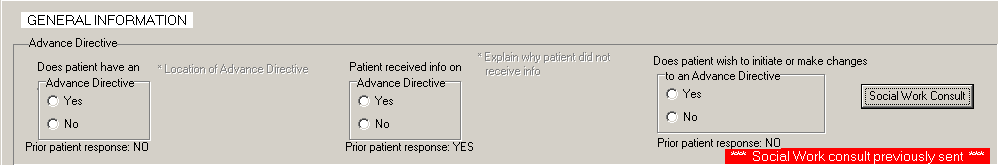 GENERAL INFORMATION
Advance Directive
Does patient have an
Advance Directive
Yes
No
Prior patient response: NO
* Location of Advance Directive
Patient received info on
Advance Directive
Yes
No
Prior patient response: YES
* Explain why patient did not
receive info
Does patient wish to initiate or make changes
to an Advance Directive
Yes
No
Prior patient response: NO
Social Work Consult
*** Social Work consult previously sent ***